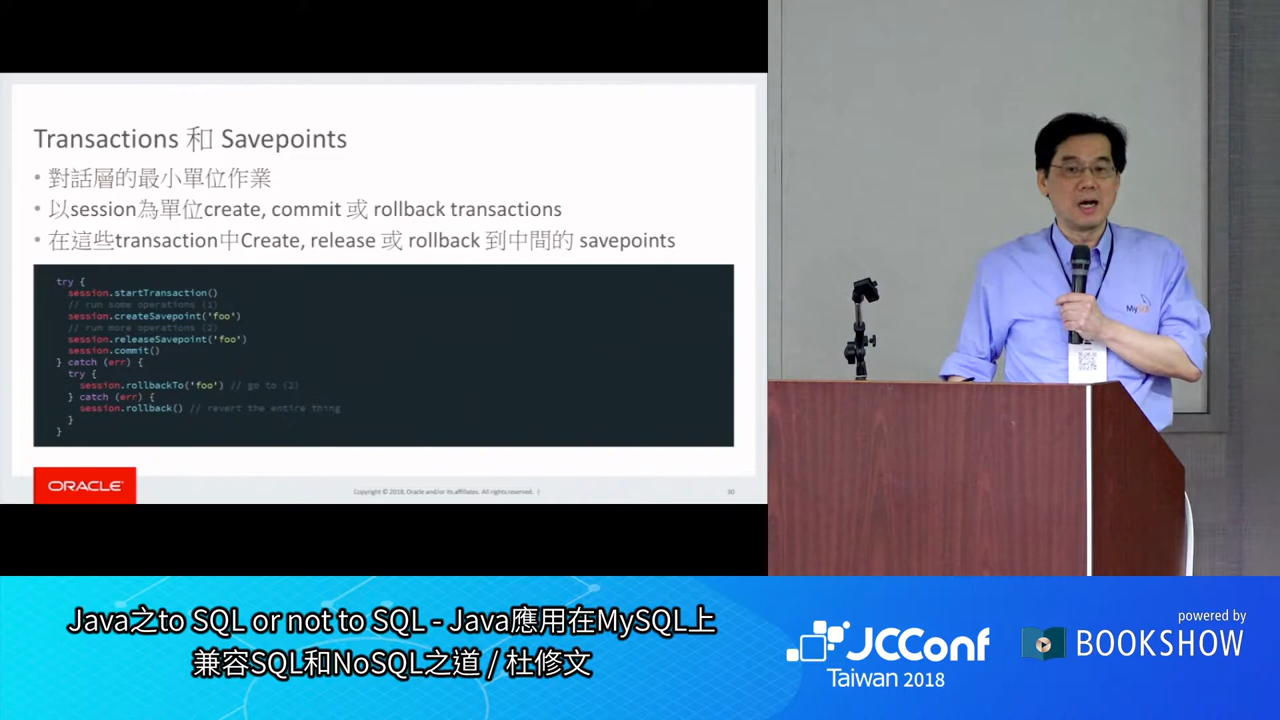 Transactions 和 Savepoints
• 對話層的最小單位作業
• 以session為單位create, commit 或 rollback transactions
• 在這些transaction中Create, release 或 rollback 到中間的 savepoints
try {
session.startTransaction()
// run some operations (1)
session.createSavepoint('foo')
// run more operations (2)
session.releaseSavepoint('foo')
session.commit()
} catch (err) {
try {
session.rollbackTo('foo') // go to (2)
} catch (err) {
session.rollback() // revert the entire thing
}
}
ORACLE
Copyright © 2018, Oracle and/or its affiliates. All rights reserved. |
30
MySQL
Java之to SQL or not to SQL - Java應用在MySQL上
兼容SQL和NoSQL之道 / 杜修文
JCConf
Taiwan 2018
powered by
BOOKSHOW